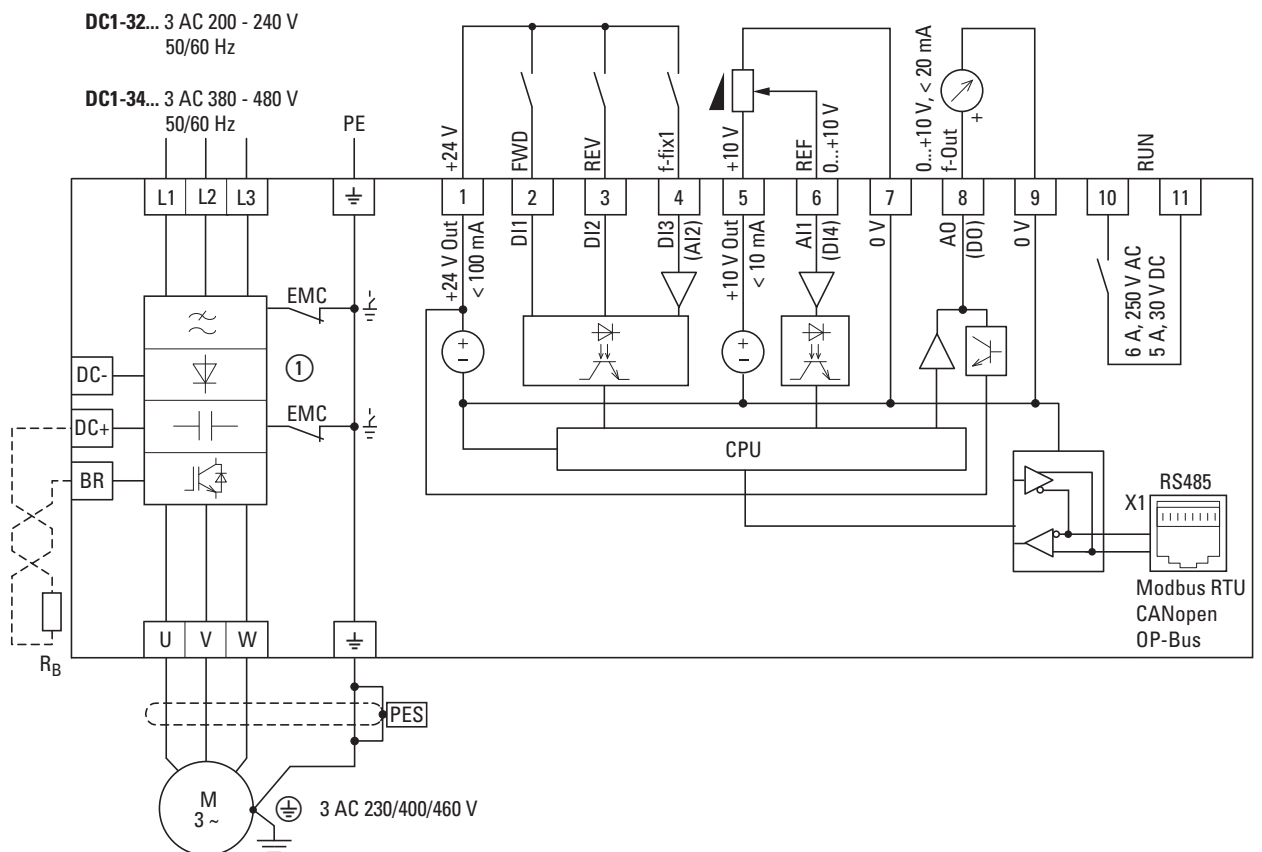 DC1-32... 3 AC 200 - 240 V
50/60 Hz
DC1-34... 3 AC 380 - 480 V
50/60 Hz
PE
+24 V
FWD
REV
f-fix1
+10 V
REF
0...+10 V
0...+10 V, < 20 mA
f-Out
+
RUN
L1 L2 L3
1 2 3 4 5 6 7 8 9 10 11
+24 V Out
< 100 mA
DI1
DI2
DI3
(AI2)
+10 V Out
< 10 mA
AI1
(DI4)
0 V
AO
(DO)
0 V
6 A, 250 V AC
5 A, 30 V DC
EMC
1
EMC
DC-
DC+
BR
+
-
+
-
CPU
RS485
X1
Modbus RTU
CANopen
OP-Bus
RB
U V W
PES
M
3 ~
3 AC 230/400/460 V